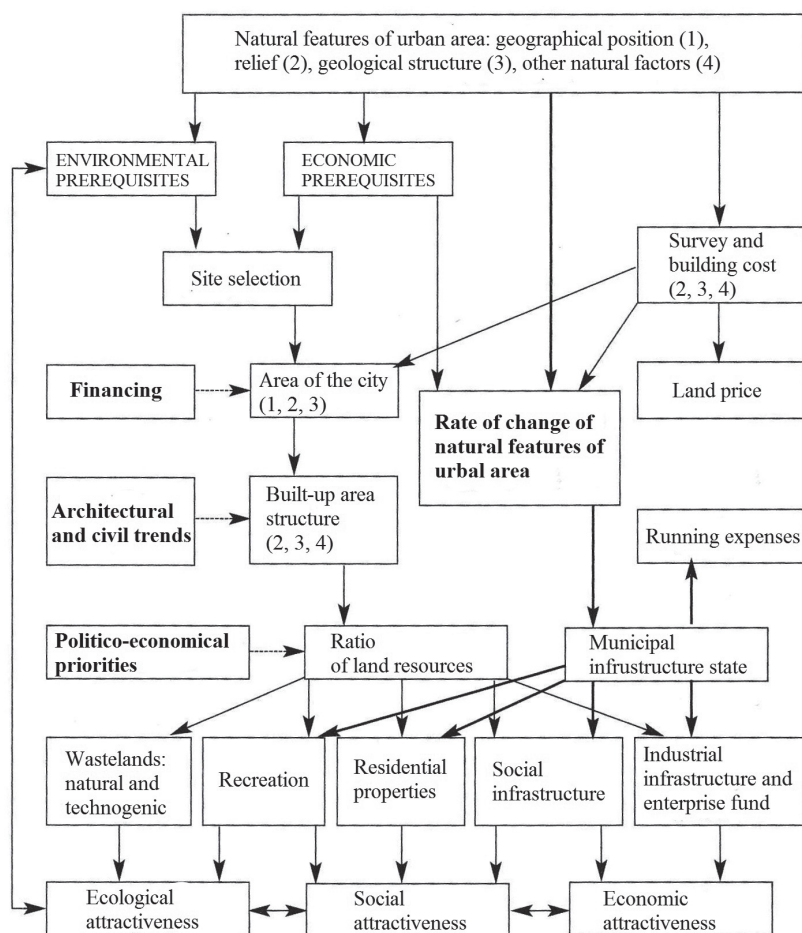 Natural features of urban area: geographical position (1),
relief (2), geological structure (3), other natural factors (4)
ENVIRONMENTAL
PREREQUISITES
ECONOMIC
PREREQUISITES
Survey and
building cost
(2, 3, 4)
Site selection
Financing
Area of the city
(1, 2, 3)
Land price
Rate of change of
natural features of
urbal area
Architectural
and civil trends
Built-up area
structure
(2, 3, 4)
Running expenses
Politico-economical
priorities
Ratio
of land resources
Municipal
infrustructure state
Wastelands:
natural and
technogenic
Recreation
Residential
properties
Social
infrastructure
Industrial
infrastructure and
enterprise fund
Ecological
attractiveness
Social
attractiveness
Economic
attractiveness